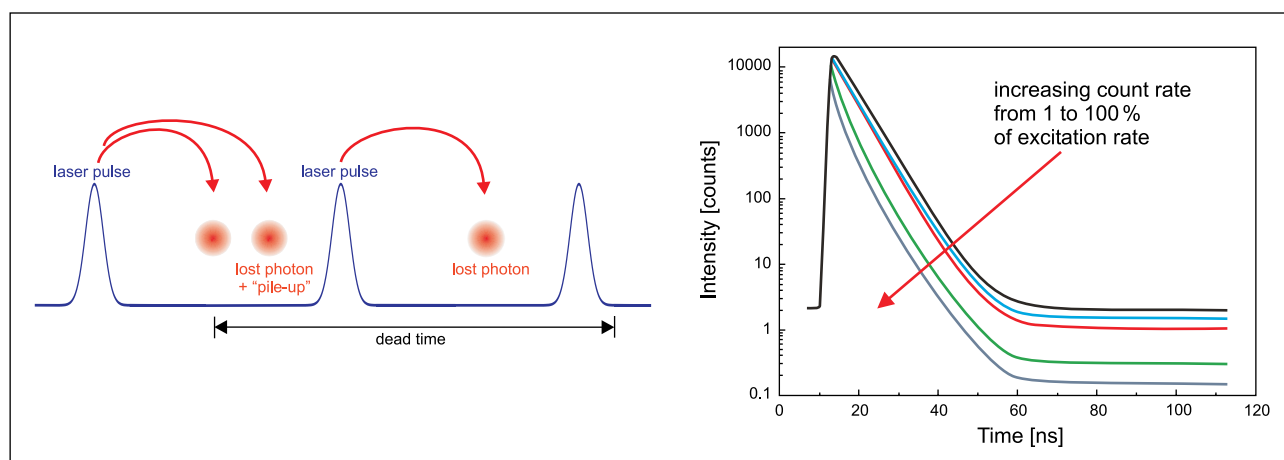 laser pulse
laser pulse
lost photon
+ "pile-up"
lost photon
dead time
Intensity [counts]
10000
1000
100
10
1
0.1
increasing count rate
from 1 to 100 %
of excitation rate
0
20
40
60
80
100
120
Time [ns]